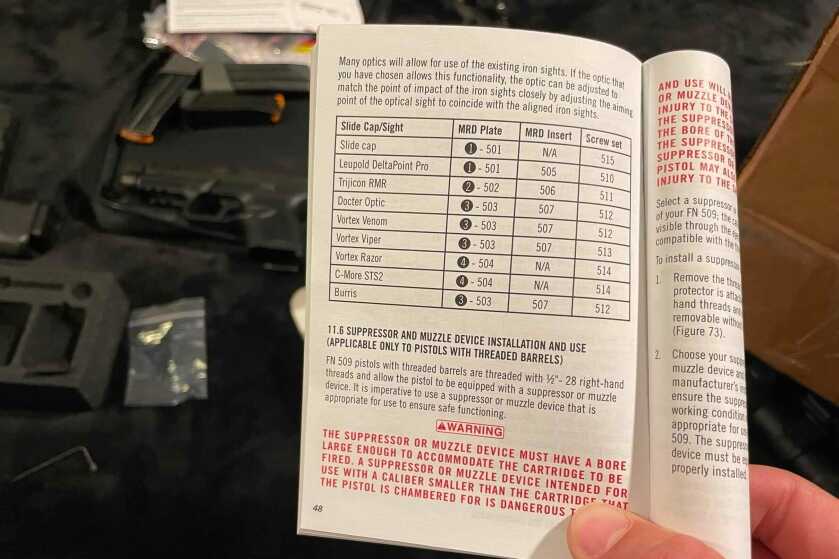 Many optics will allow for use of the existing iron sights. If the optic that
you have chosen allows this functionality, the optic can be adjusted to
match the point of impact of the iron sights closely by adjusting the aiming
point of the optical sight to coincide with the aligned iron sights.
Slide Cap/Sight MRD Plate MRD Insert Screw set
Slide cap 1 - 501 N/A 515
Leupold DeltaPoint Pro 1 - 501 505 510
Trijicon RMR 2 - 502 506 511
Docter Optic 3 - 503 507 512
Vortex Venom 3 - 503 507 512
Vortex Viper 3 - 503 507 513
Vortex Razor 4 - 504 N/A 514
C-More STS2 4 - 504 N/A 514
Burris 3 - 503 507 512
11.6 SUPPRESSOR AND MUZZLE DEVICE INSTALLATION AND USE
(APPLICABLE ONLY TO PISTOLS WITH THREADED BARRELS)
FN 509 pistols with threaded barrels are threaded with ½"- 28 right-hand
threads and allow the pistol to be equipped with a suppressor or muzzle
device. It is imperative to use a suppressor or muzzle device that is
appropriate for use to ensure safe functioning.
WARNING
THE SUPPRESSOR OR MUZZLE DEVICE MUST HAVE A BORE
LARGE ENOUGH TO ACCOMMODATE THE CARTRIDGE TO BE
FIRED. A SUPPRESSOR OR MUZZLE DEVICE INTENDED FOR
USE WITH A CALIBER SMALLER THAN THE CARTRIDGE THAT
THE PISTOL IS CHAMBERED FOR IS DANGEROUS
48
AND USE WILL
OR MUZZLE
INJURY TO THE
THE SUPPRESSOR
THE BORE OF
THE SUPPRESSOR
SUPPRESSOR
PISTOL MAY
INJURY TO THE
Select a suppressor
of your FN 509; the
visible through the
compatible with the
To install a suppressor
1. Remove the
protector is
hand threads
removable without
(Figure 73).
2. Choose your
muzzle device
manufacturer's
ensure the
working condition
appropriate for
509. The
device must be
properly installed